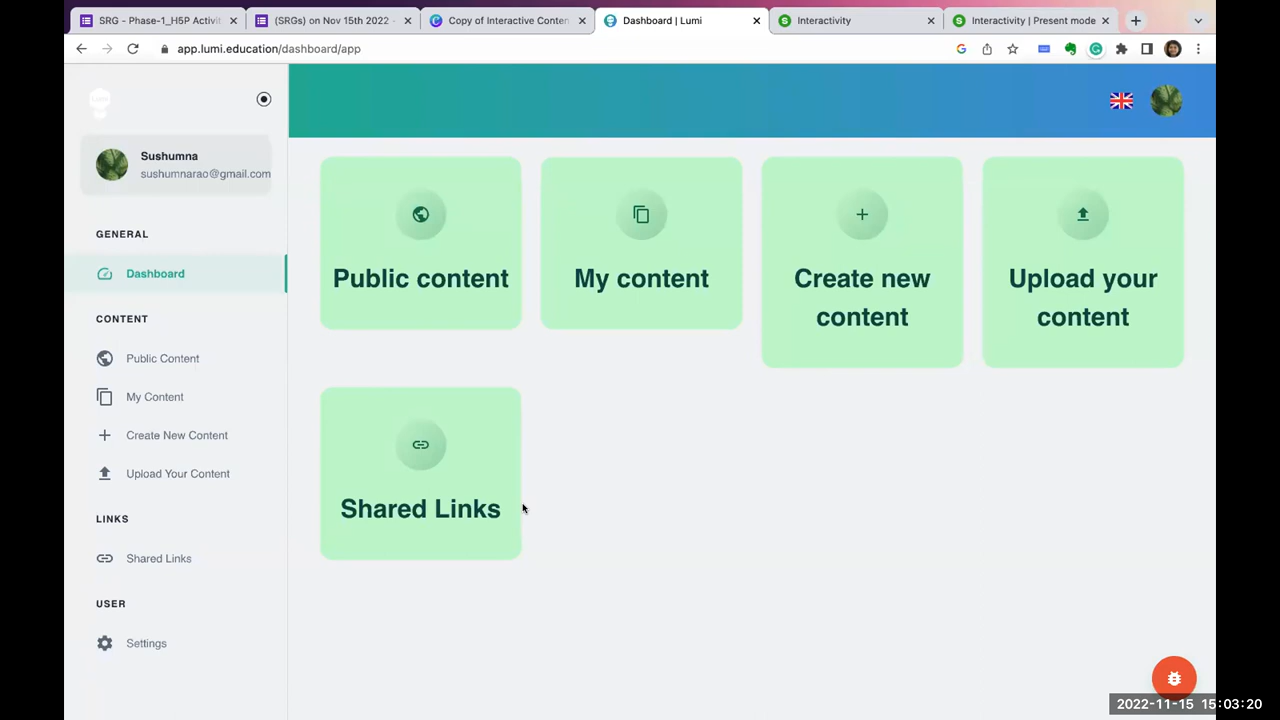 SRG - Phase-1_H5P Activi
(SRGs) on Nov 15th 2022 -
Copy of Interactive Conten
Dashboard | Lumi
Interactivity
Interactivity | Present mode
app.lumi.education/dashboard/app
Sushumna
sushumnarao@gmail.com
GENERAL
Dashboard
CONTENT
Public Content
My Content
Create New Content
Upload Your Content
LINKS
Shared Links
USER
Settings
Public content
My content
Create new
content
Upload your
content
Shared Links
2022-11-15 15:03:20